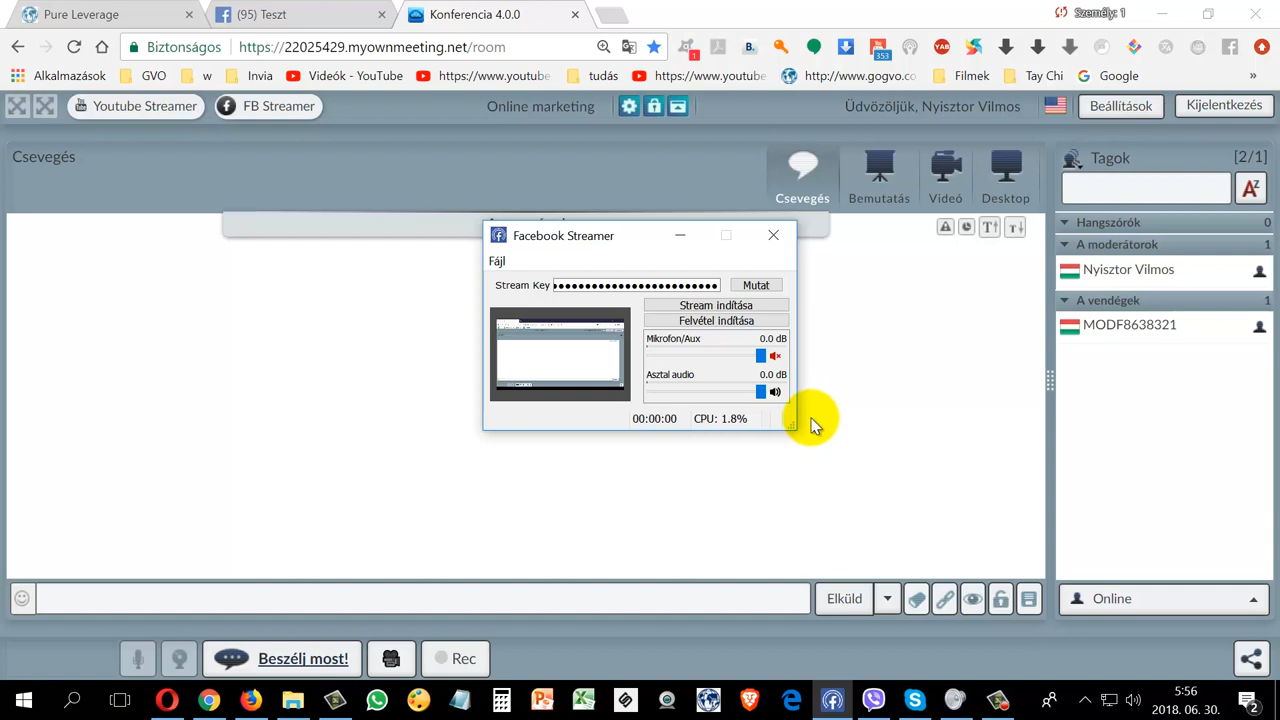 Pure Leverage
(95) Teszt
Konferencia 4.0.0
Személy: 1
Biztonságos
https://22025429.myownmeeting.net/room
1
B.
353
YAB
Alkalmazások
GVO
w
Invia
Videók - YouTube
https://www.youtube
tudás
https://www.youtube
http://www.gogvo.co
Filmek
Tay Chi
Google
»
Youtube Streamer
FB Streamer
Online marketing
Üdvözöljük, Nyisztor Vilmos
Beállítások
Kijelentkezés
Csevegés
Csevegés
Bemutatás
Videó
Desktop
Tagok
[2/1]
Hangszórók
0
A moderátorok
1
Nyisztor Vilmos
A vendégek
1
MODF8638321
Facebook Streamer
Fájl
Stream Key
Mutat
Stream indítása
Felvétel indítása
Mikrofon/Aux
0.0 dB
Asztal audio
0.0 dB
00:00:00
CPU: 1.8%
Elküld
Online
Beszélj most!
Rec
5:56
2018. 06. 30.
2